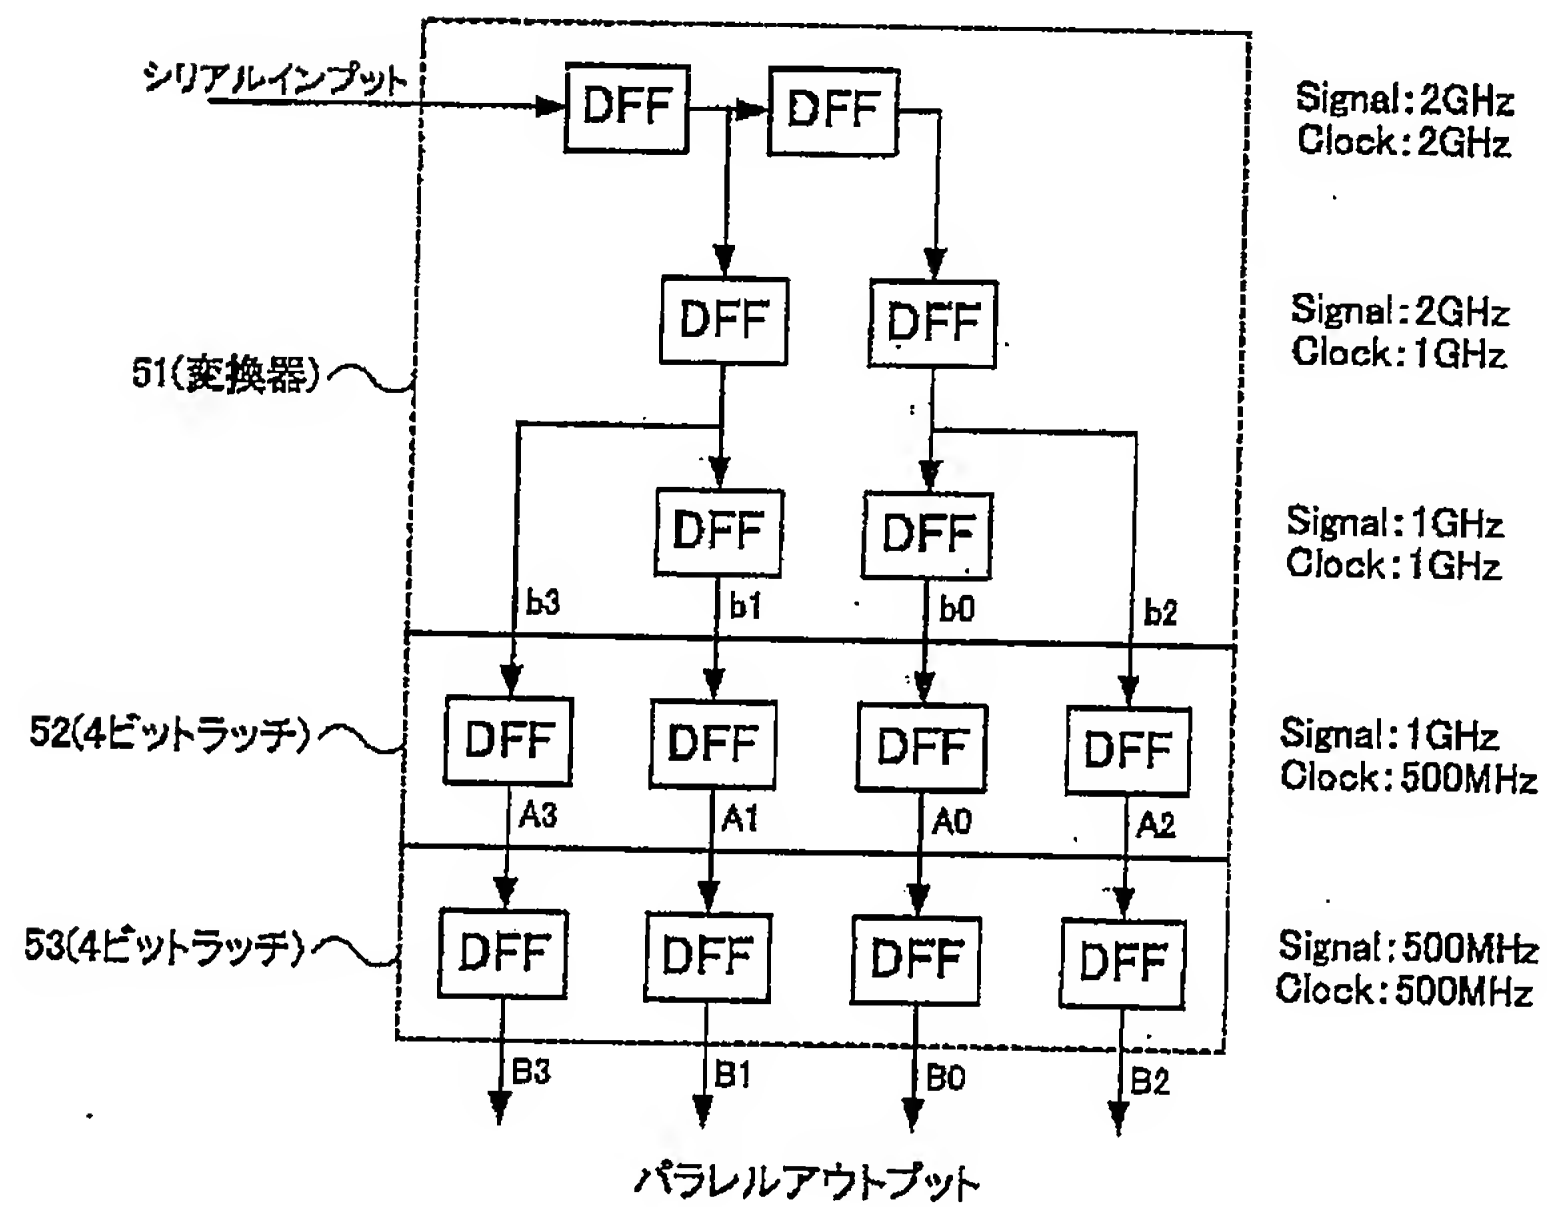 シリアルインプット
DFF DFF
Signal:2GHz
Clock:2GHz
DFF DFF
Signal:2GHz
Clock:1GHz
51(変換器)
DFF DFF
Signal:1GHz
Clock:1GHz
b3 b1 b0 b2
52(4ビットラッチ)
DFF DFF DFF DFF
Signal:1GHz
Clock:500MHz
A3 A1 A0 A2
53(4ビットラッチ)
DFF DFF DFF DFF
Signal:500MHz
Clock:500MHz
B3 B1 B0 B2
パラレルアウトプット